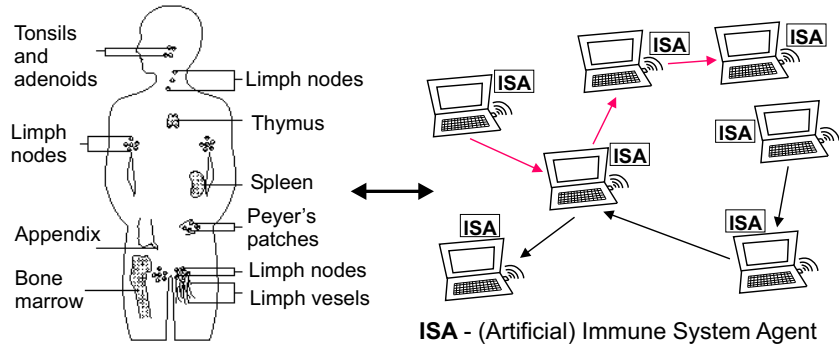 Tonsils
and
adenoids
Limph nodes
Thymus
Limph
nodes
Spleen
Peyer's
patches
Appendix
Limph nodes
Bone
marrow
Limph vesels
ISA
ISA
ISA
ISA
ISA
ISA
ISA
ISA - (Artificial) Immune System Agent